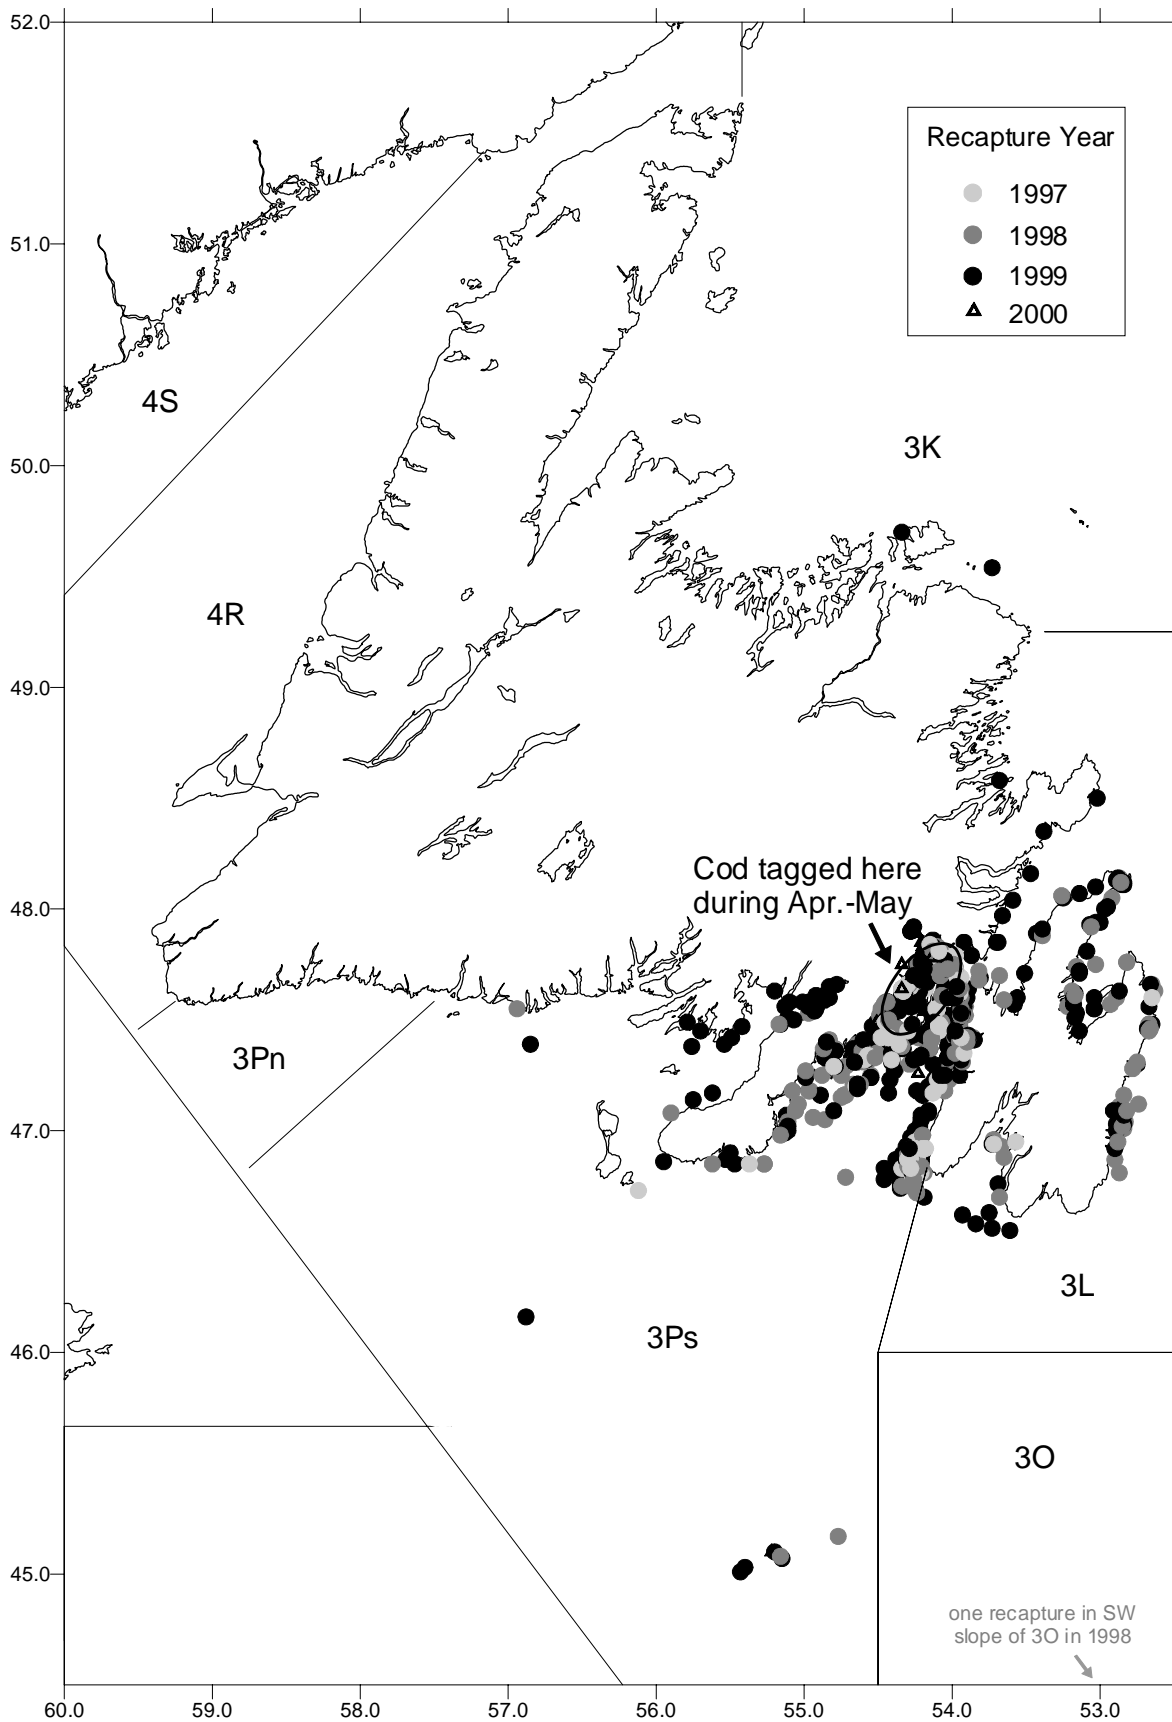 52.0
Recapture Year
1997
1998
1999
2000
51.0
4S
50.0
3K
4R
49.0
Cod tagged here
during Apr.-May
48.0
3Pn
47.0
3L
3Ps
46.0
3O
45.0
one recapture in SW
slope of 3O in 1998
60.0 59.0 58.0 57.0 56.0 55.0 54.0 53.0